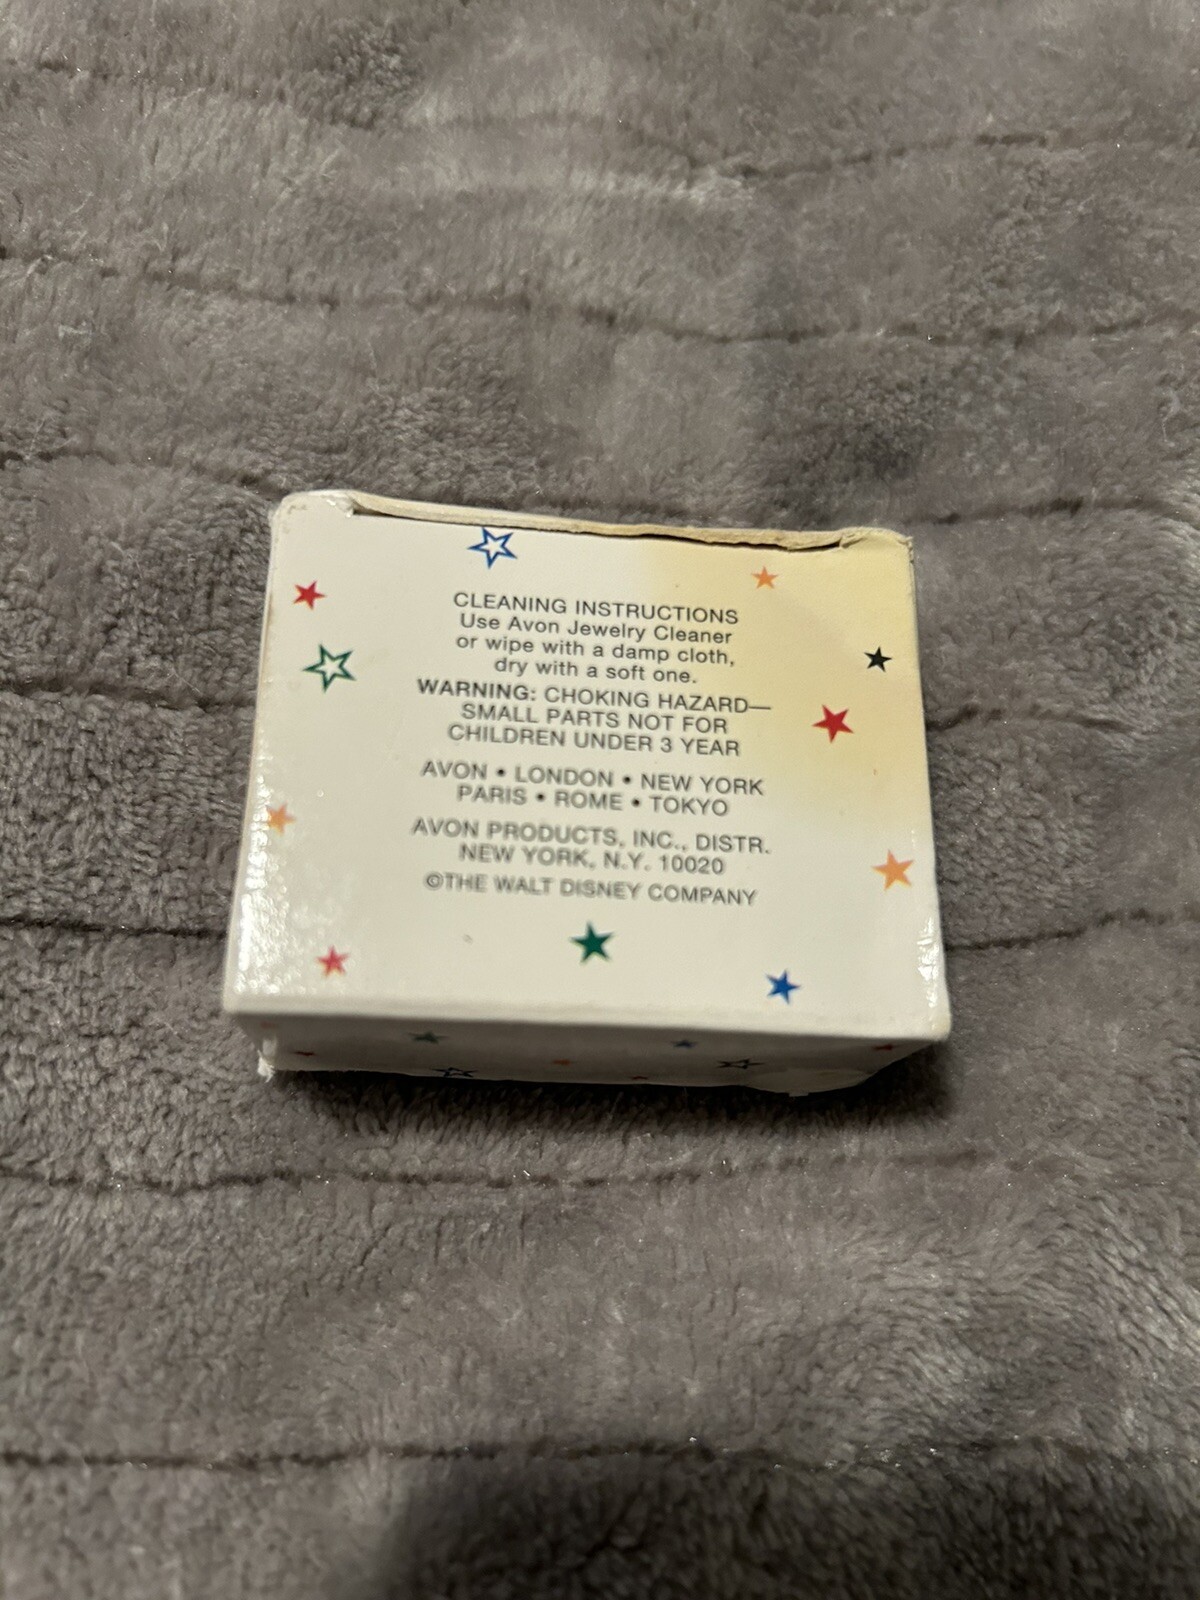 CLEANING INSTRUCTIONS
Use Avon Jewelry Cleaner
or wipe with a damp cloth,
dry with a soft one.
WARNING: CHOKING HAZARD—
SMALL PARTS NOT FOR
CHILDREN UNDER 3 YEAR
AVON • LONDON • NEW YORK
PARIS • ROME • TOKYO
AVON PRODUCTS, INC., DISTR.
NEW YORK, N.Y. 10020
©THE WALT DISNEY COMPANY